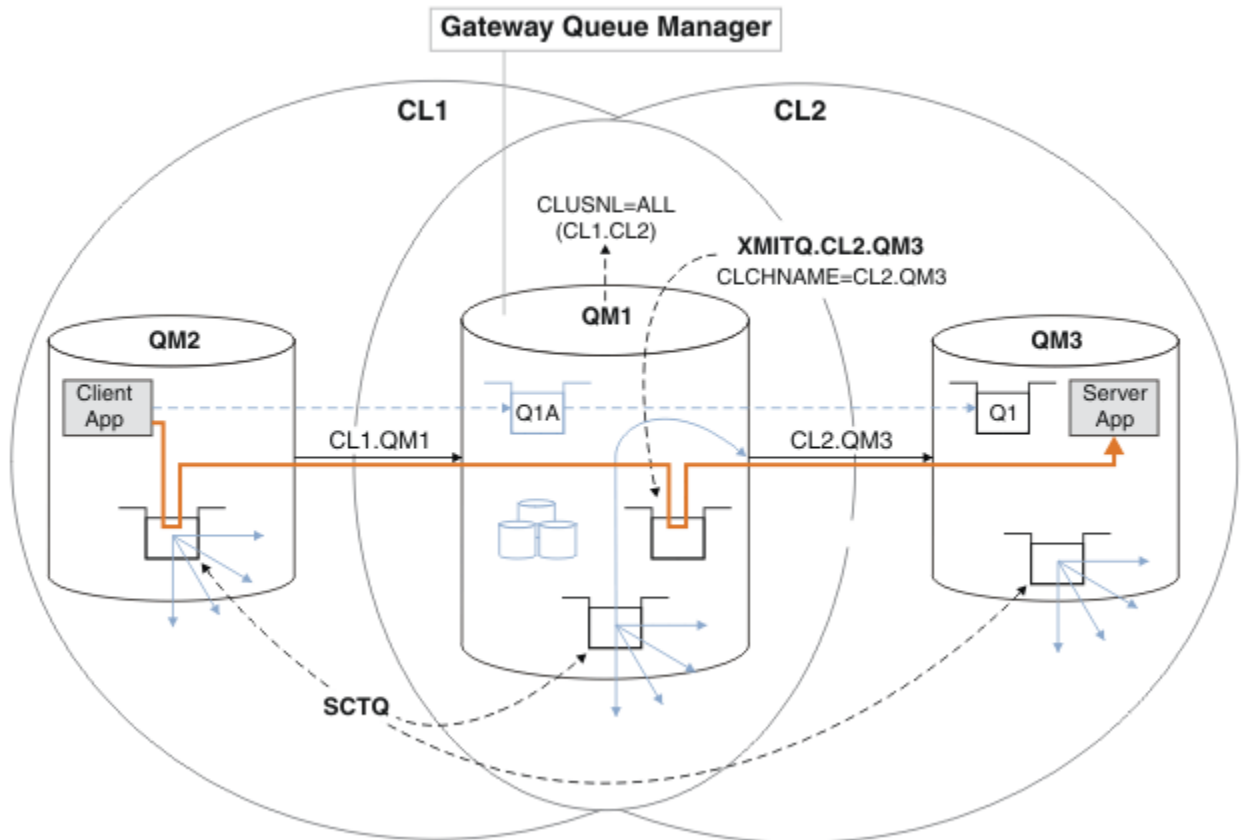 Gateway Queue Manager
CL1
CL2
CLUSNL=ALL
(CL1.CL2)
XMITQ.CL2.QM3
CLCHNAME=CL2.QM3
QM2
QM1
QM3
Client
App
Q1A
Q1
Server
App
CL1.QM1
CL2.QM3
SCTQ